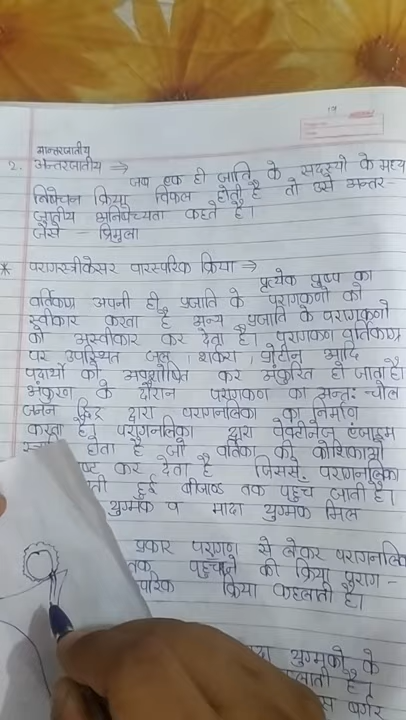 आन्तरजातीय
2. अन्तरजातीय ⇒
जब एक ही जाति के सदस्यो के मध्य
निषेचन क्रिया विफल होती है तो उसे अन्तर-
जातीय अनिषेच्यता कहते है।
जैसे - प्रिमुला
* परागस्त्रीकेसर पारस्परिक क्रिया ⇒
प्रत्येक पुष्प का
वर्तिकाग्र अपनी ही प्रजाति के परागकणो को
स्वीकार करता है अन्य प्रजाति के परागकणो
को अस्वीकार कर देता है। परागकण वर्तिकाग्र
पर उपस्थित जल, शर्करा, प्रोटीन आदि
पदार्थो को अवशोषित कर अंकुरित हो जाता है।
अंकुरण के दौरान परागकण का अन्तः चोल
जनन छिद्र द्वारा परागनलिका का निर्माण
करता है। परागनलिका द्वारा पेक्टीनेज एंजाइम
होता है जो वर्तिका की कोशिकाओ
कर देता है जिससे परागनलिका
हुई बीजाण्ड तक पहुच जाती है।
युग्मक व मादा युग्मक मिल
प्रकार परागण से लेकर परागनलि
तक पहुचाने की क्रिया पराग-
क्रिया कहलाती है।
युग्मको के
है
बगैर